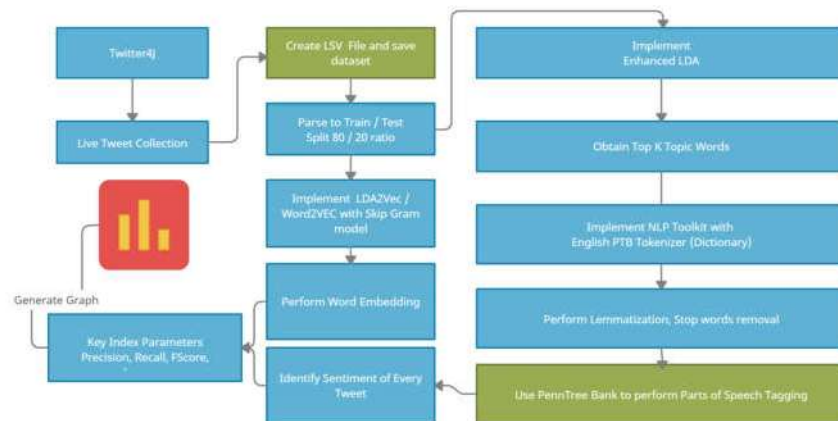 Twitter4J
Live Tweet Collection
Create LSV File and save
dataset
Parse to Train / Test
Split 80 / 20 ratio
Implement LDA2Vec /
Word2VEC with Skip Gram
model
Perform Word Embedding
Identify Sentiment of Every
Tweet
Key Index Parameters
Precision, Recall, FScore,
Generate Graph
Implement
Enhanced LDA
Obtain Top K Topic Words
Implement NLP Toolkit with
English PTB Tokenizer (Dictionary)
Perform Lemmatization, Stop words removal
Use PennTree Bank to perform Parts of Speech Tagging